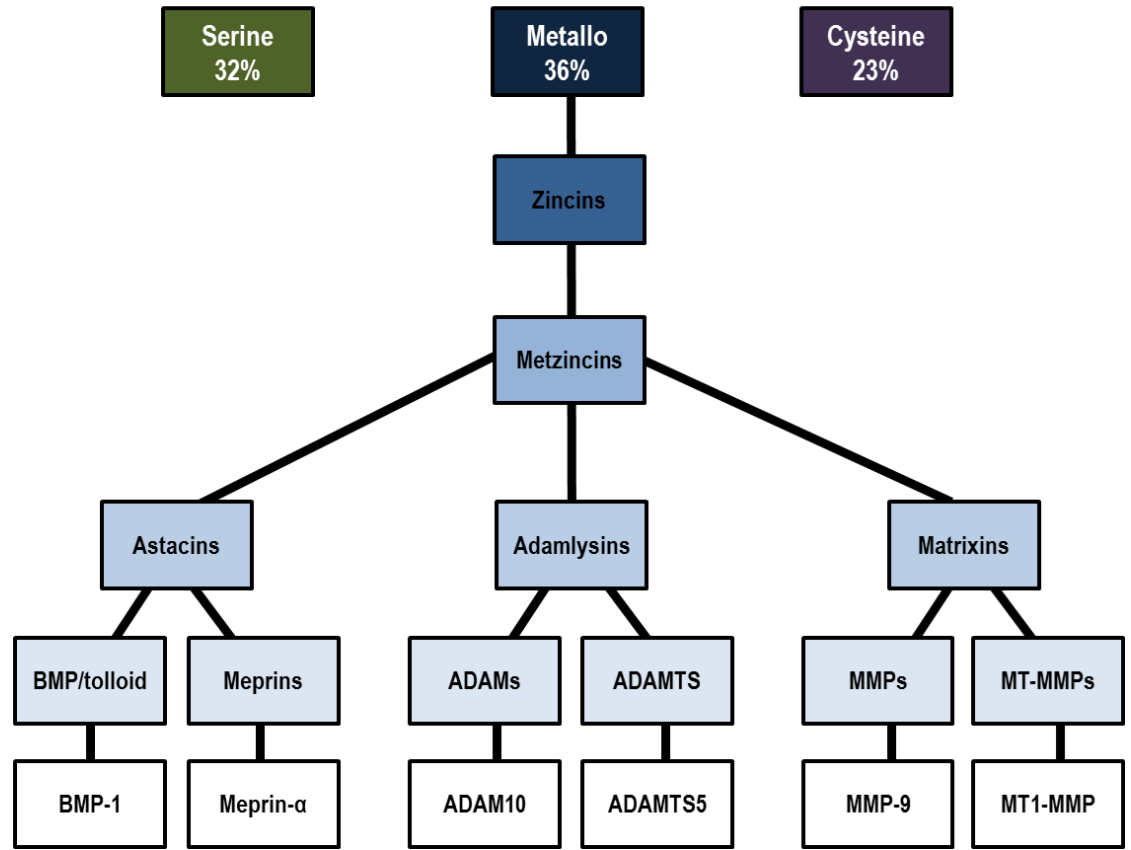 Serine
32%
Metallo
36%
Cysteine
23%
Zincins
Metzincins
Astacins
Adamlysins
Matrixins
BMP/tolloid
Meprins
ADAMs
ADAMTS
MMPs
MT-MMPs
BMP-1
Meprin-α
ADAM10
ADAMTS5
MMP-9
MT1-MMP